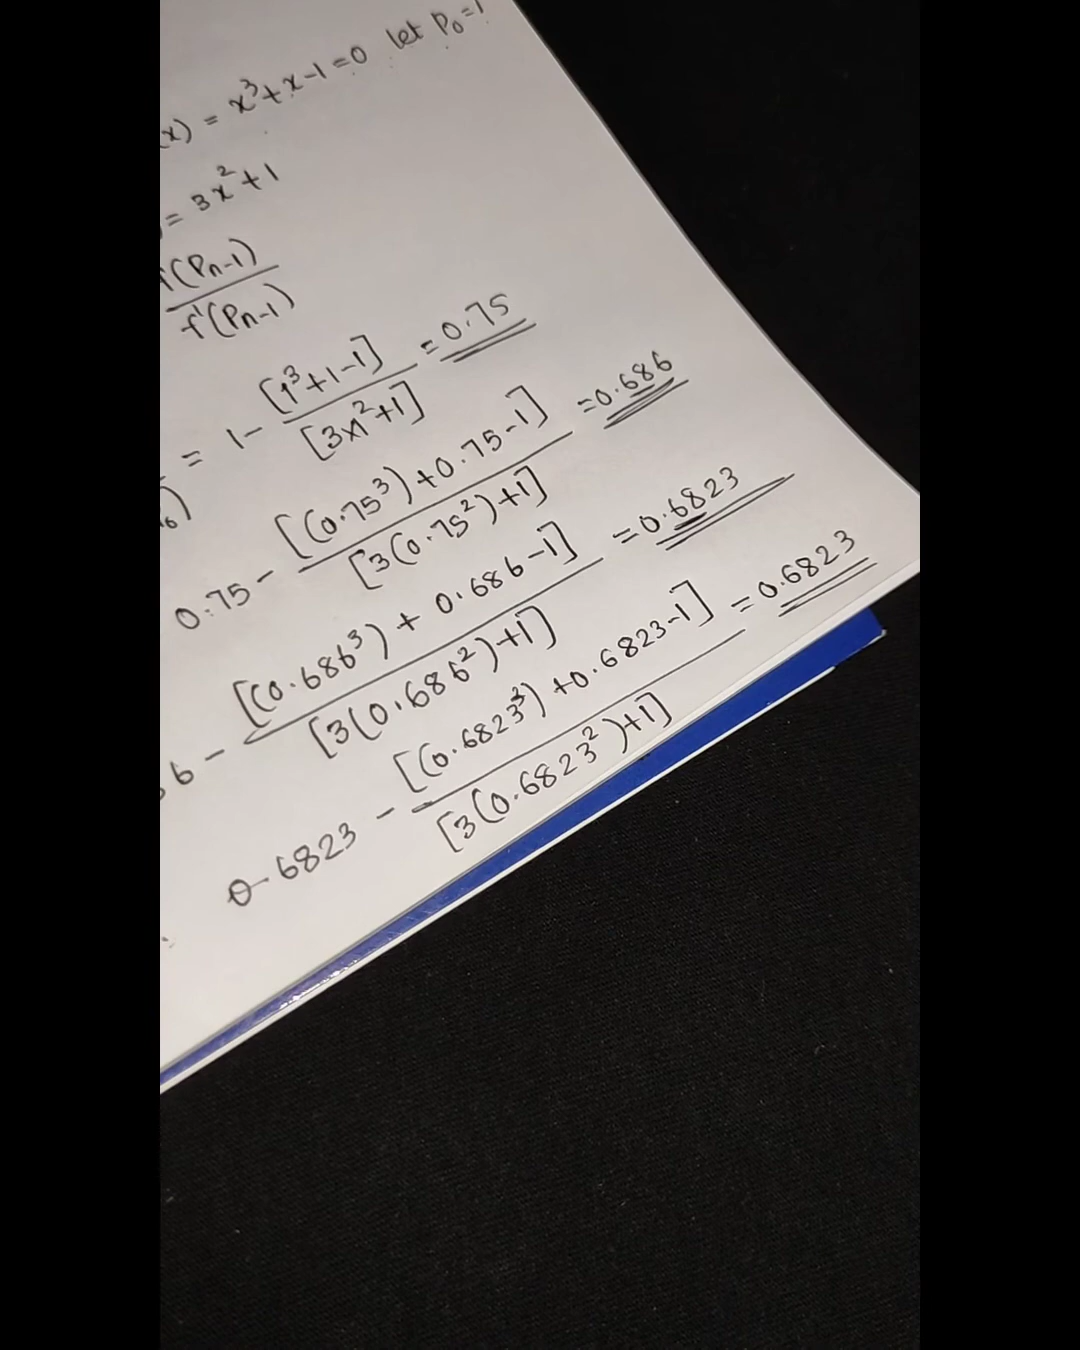 x) = x³+x-1=0 let P₀=1
) = 3x²+1
f(Pn-1)
f'(Pn-1)
= 1- [1³+1-1] = 0.75
[3x1²+1]
0.75 - [(0.75³)+0.75-1] =0.686
[3(0.75²)+1]
6 - [(0.686³) + 0.686-1] =0.6823
[3(0.686²)+1]
0.6823 - [(0.6823³)+0.6823-1] = 0.6823
[3(0.6823²)+1]